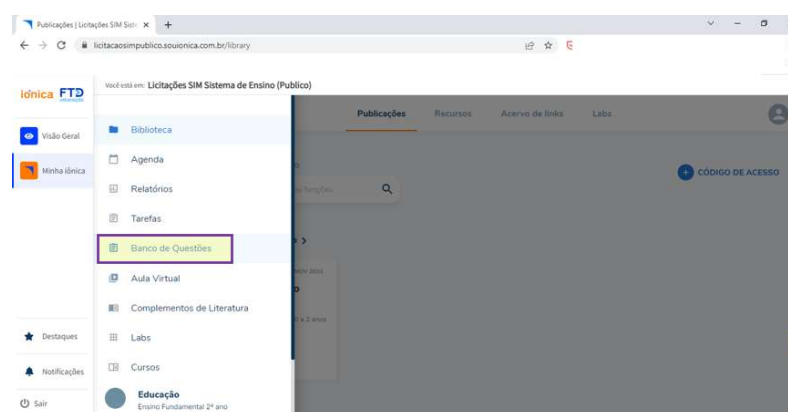 Publicações | Licitações SIM Siste
licitacaosimpublico.souionica.com.br/library
iônica FTD educação
Você está em: Licitações SIM Sistema de Ensino (Publico)
Publicações Recursos Acervo de links Labs
Visão Geral
Minha iônica
Biblioteca
Agenda
Relatórios
Tarefas
Banco de Questões
Aula Virtual
Complementos de Literatura
Labs
Cursos
Educação
Ensino Fundamental 2º ano
CÓDIGO DE ACESSO
Destaques
Notificações
Sair